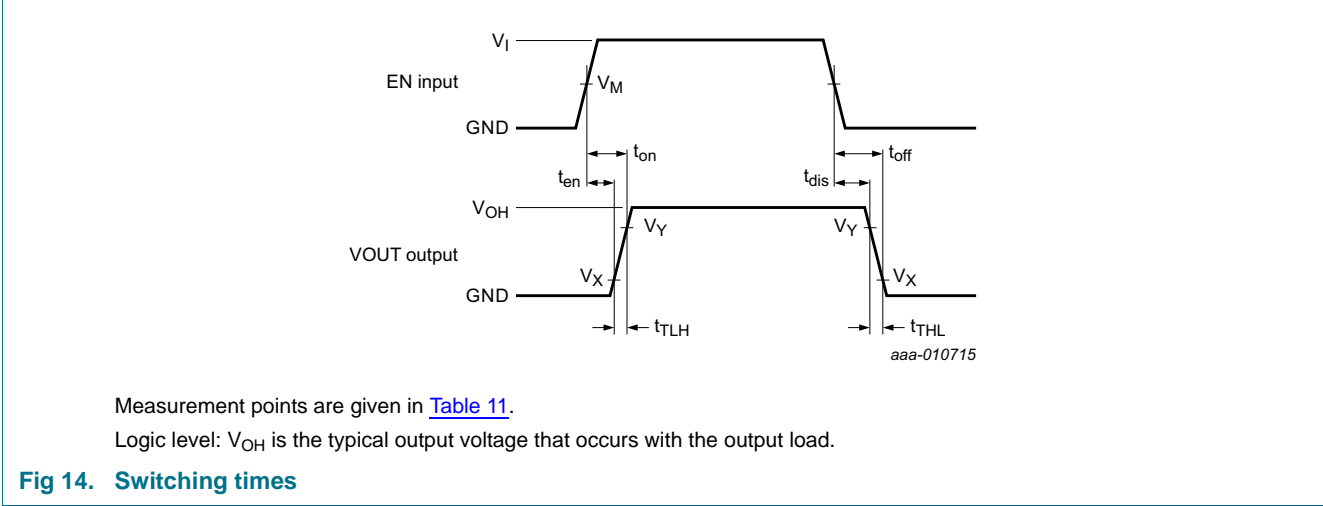 VI
EN input
VM
GND
ton
toff
ten
tdis
VOH
VY
VY
VOUT output
VX
VX
GND
tTLH
tTHL
aaa-010715
Measurement points are given in Table 11.
Logic level: VOH is the typical output voltage that occurs with the output load.
Fig 14. Switching times